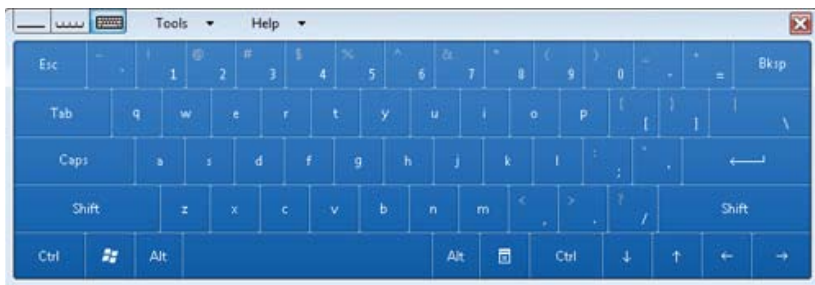 Tools Help
Esc ~ ` ! 1 @ 2 # 3 $ 4 % 5 ^ 6 & 7 * 8 ( 9 ) 0 _ - + = Bksp
Tab q w e r t y u i o p { [ } ] | \
Caps a s d f g h j k l : ; " '
Shift z x c v b n m < , > . ? / Shift
Ctrl Alt Alt Ctrl ↓ ↑ ← →